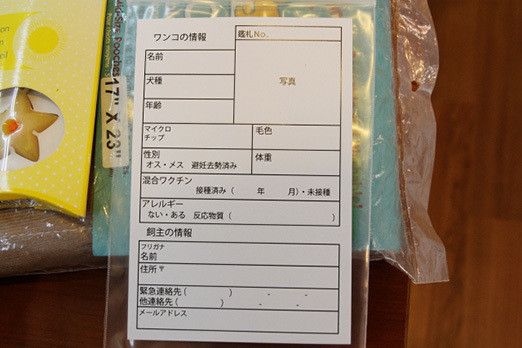 ワンコの情報
鑑札No.
名前
写真
犬種
年齢
マイクロ
チップ
毛色
性別
オス・メス 避妊去勢済み
体重
混合ワクチン
接種済み（ 年 月）・未接種
アレルギー
ない・ある 反応物質（ ）
飼主の情報
フリガナ
名前
住所〒
緊急連絡先（ ） - -
他連絡先（ ） - -
メールアドレス
Pooches
17" X 23"